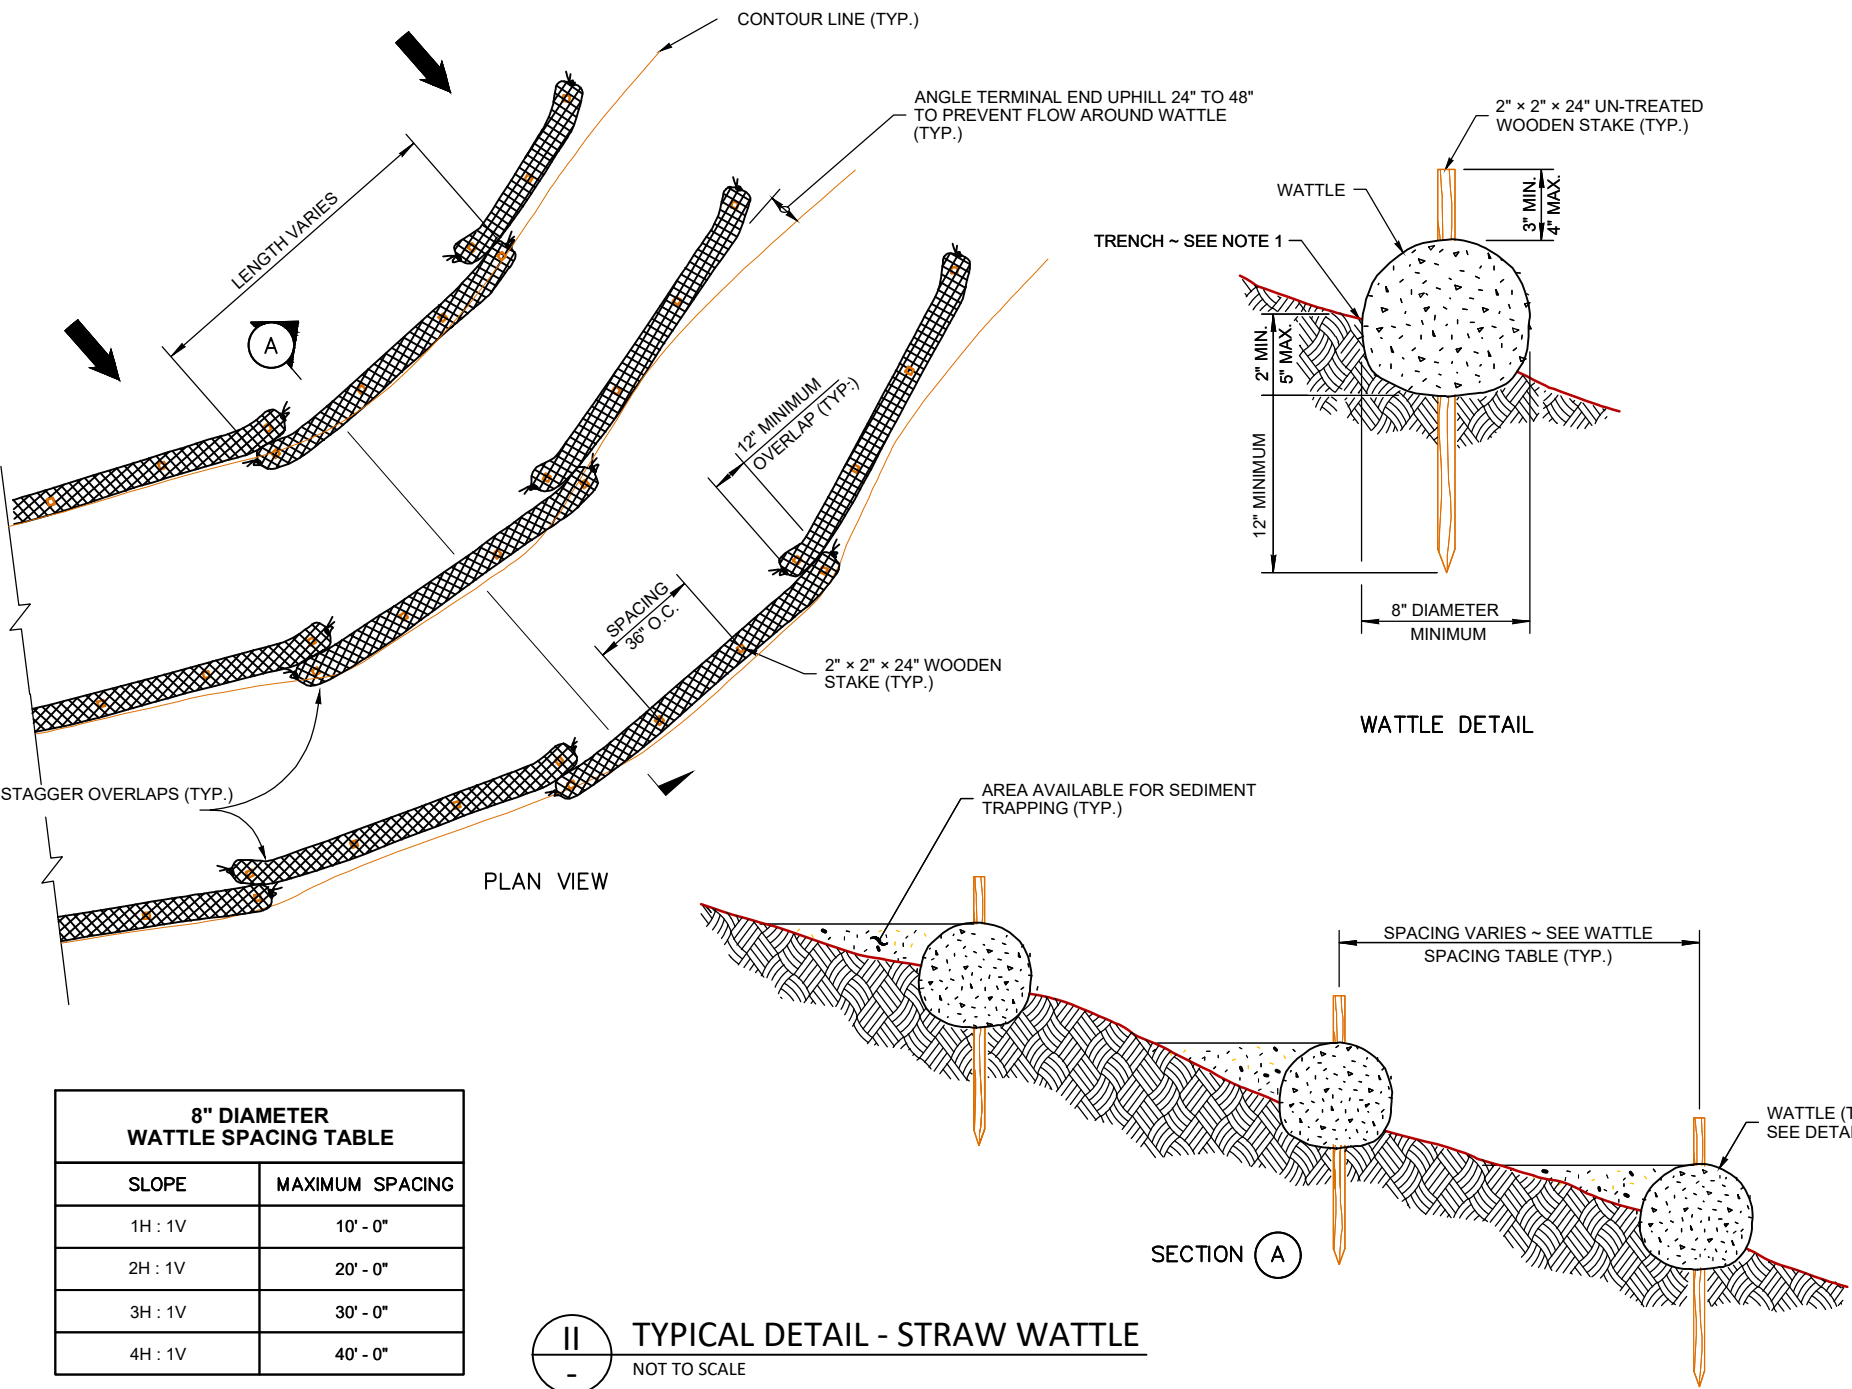 CONTOUR LINE (TYP.)
ANGLE TERMINAL END UPHILL 24" TO 48"
TO PREVENT FLOW AROUND WATTLE
(TYP.)
2" × 2" × 24" UN-TREATED
WOODEN STAKE (TYP.)
WATTLE
3" MIN.
4" MAX.
TRENCH ~ SEE NOTE 1
LENGTH VARIES
A
2" MIN.
5" MAX.
12" MINIMUM
OVERLAP (TYP.)
12" MINIMUM
SPACING
36" O.C.
8" DIAMETER
MINIMUM
2" × 2" × 24" WOODEN
STAKE (TYP.)
WATTLE DETAIL
STAGGER OVERLAPS (TYP.)
AREA AVAILABLE FOR SEDIMENT
TRAPPING (TYP.)
PLAN VIEW
SPACING VARIES ~ SEE WATTLE
SPACING TABLE (TYP.)
WATTLE (T
SEE DETAI
SECTION A
8" DIAMETER
WATTLE SPACING TABLE
SLOPE MAXIMUM SPACING
1H : 1V 10' - 0"
2H : 1V 20' - 0"
3H : 1V 30' - 0"
4H : 1V 40' - 0"
II
-
TYPICAL DETAIL - STRAW WATTLE
NOT TO SCALE